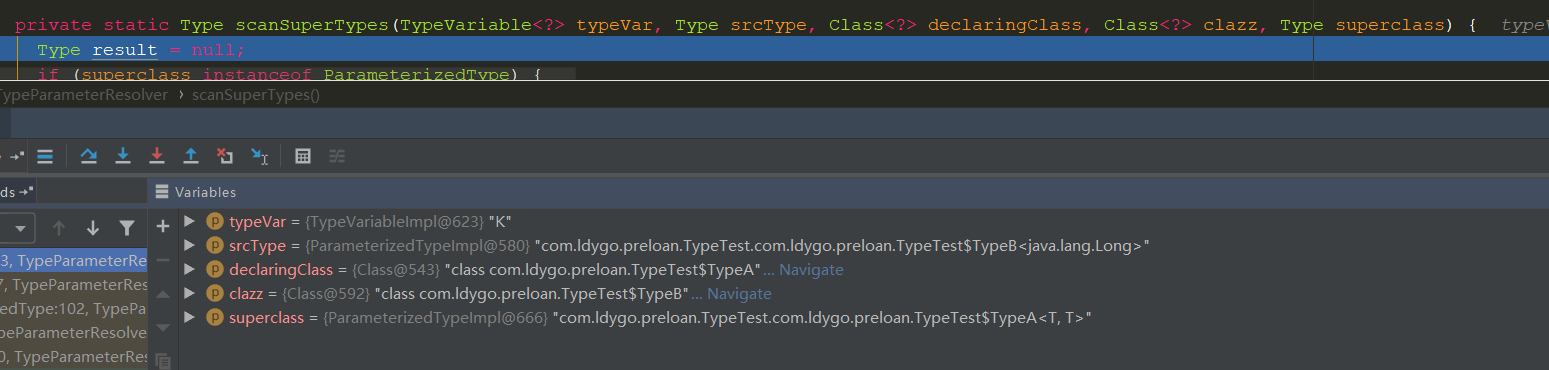 private static Type scanSuperTypes(TypeVariable<?> typeVar, Type srcType, Class<?> declaringClass, Class<?> clazz, Type superclass) { typeV
Type result = null;
if (superclass instanceof ParameterizedType) {
TypeParameterResolver › scanSuperTypes()
ds
Variables
typeVar = {TypeVariableImpl@623} "K"
srcType = {ParameterizedTypeImpl@580} "com.ldygo.preloan.TypeTest.com.ldygo.preloan.TypeTest$TypeB<java.lang.Long>"
3, TypeParameterRe
declaringClass = {Class@543} "class com.ldygo.preloan.TypeTest$TypeA"... Navigate
7, TypeParameterRes
clazz = {Class@592} "class com.ldygo.preloan.TypeTest$TypeB"... Navigate
edType:102, TypePa
superclass = {ParameterizedTypeImpl@666} "com.ldygo.preloan.TypeTest.com.ldygo.preloan.TypeTest$TypeA<T, T>"
ypeParameterResolve
0, TypeParameterRes